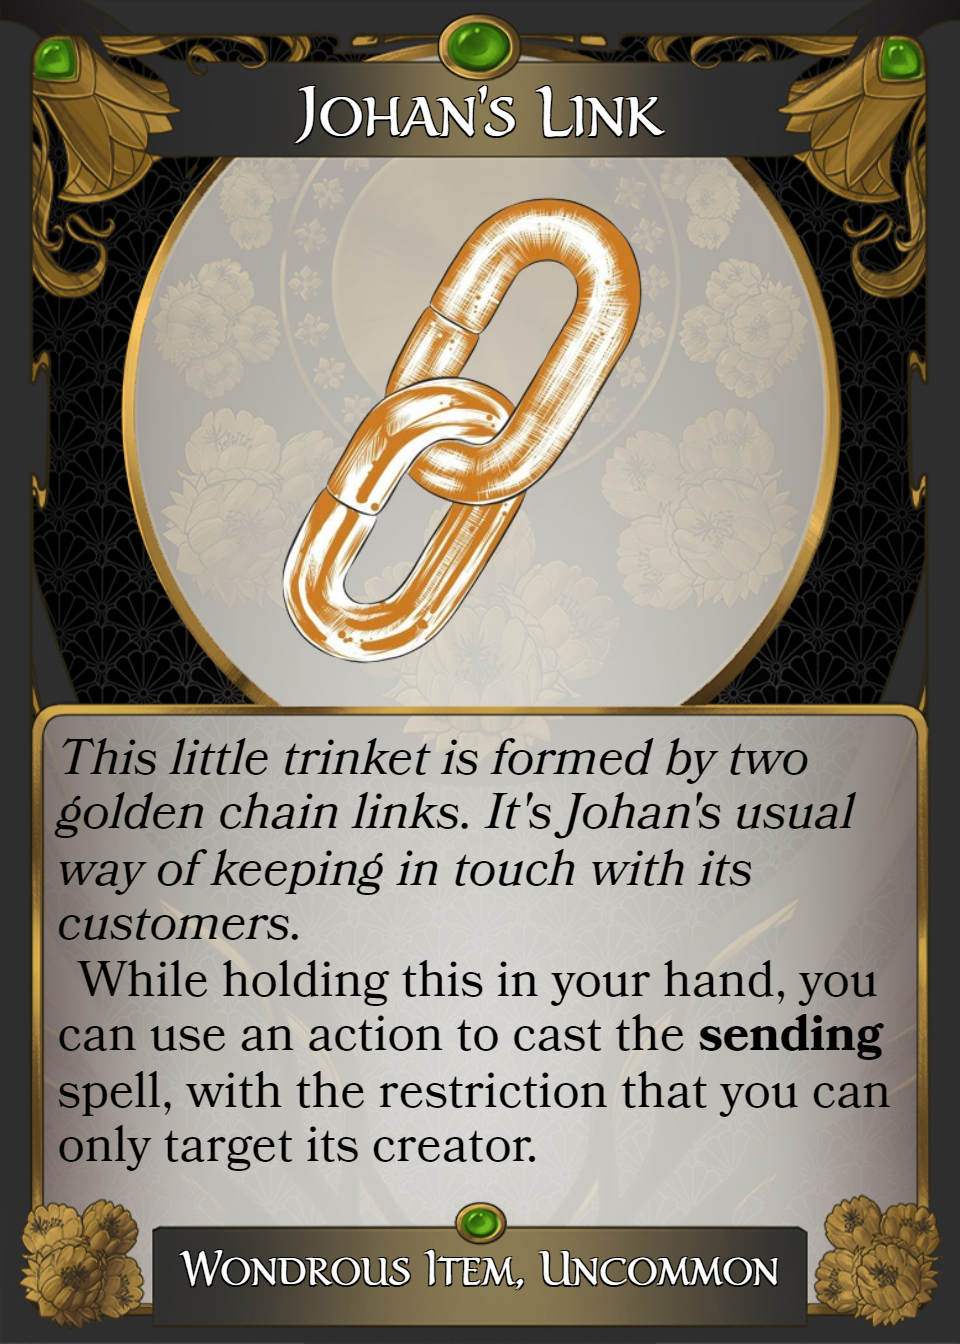 Johan's Link
This little trinket is formed by two
golden chain links. It's Johan's usual
way of keeping in touch with its
customers.
While holding this in your hand, you
can use an action to cast the sending
spell, with the restriction that you can
only target its creator.
Wondrous Item, Uncommon